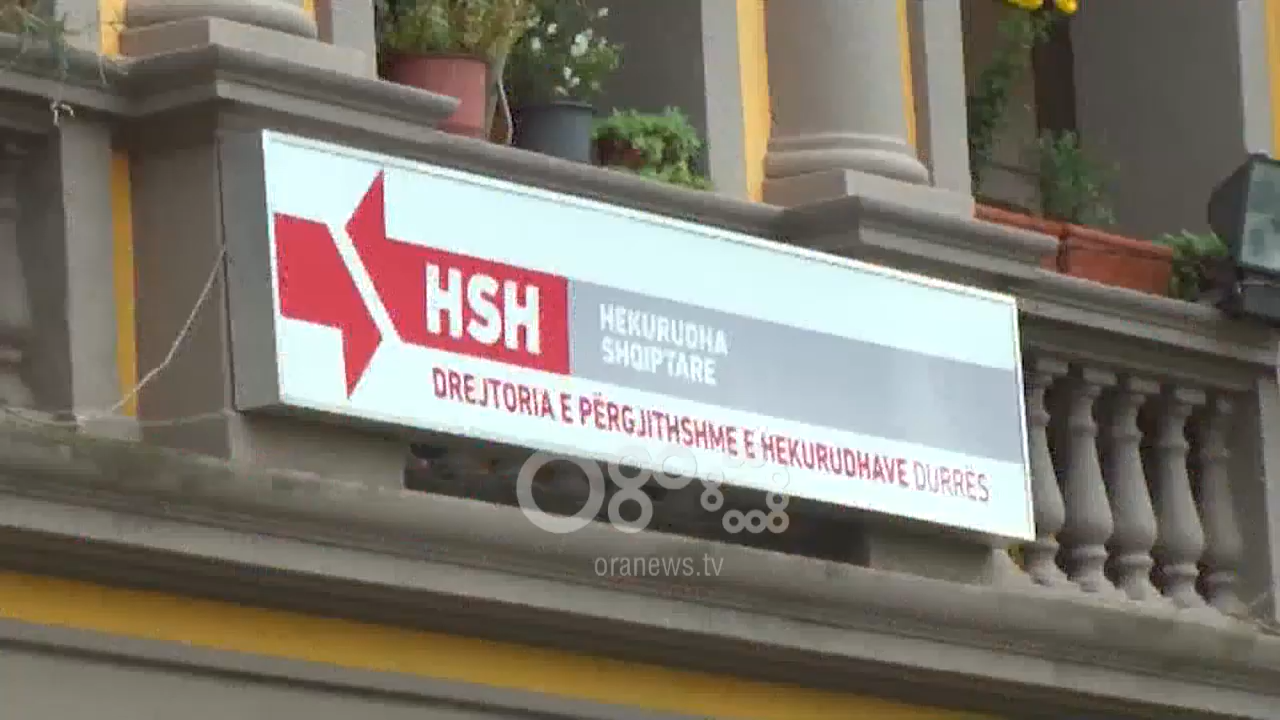 HSH
HEKURUDHA
SHQIPTARE
DREJTORIA E PËRGJITHSHME E HEKURUDHAVE DURRËS
oranews.tv